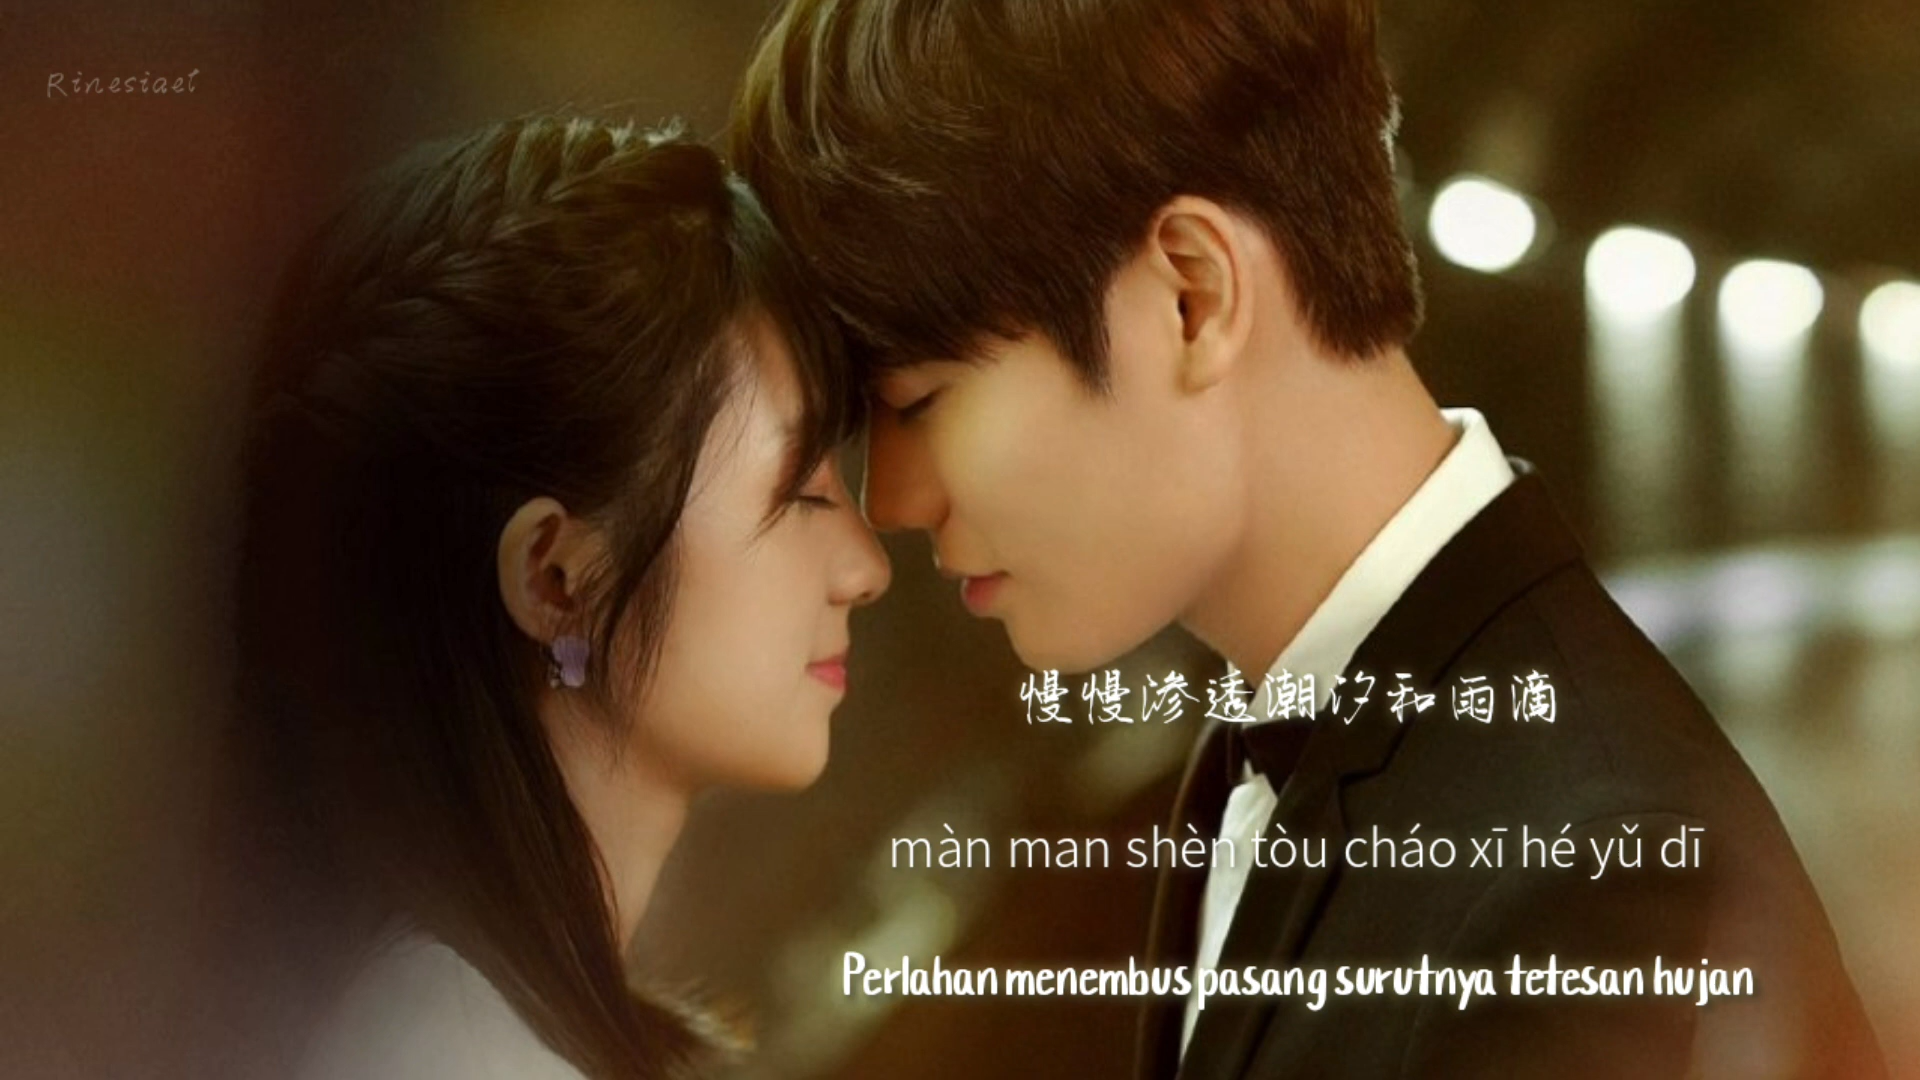 Rinesiaet
慢慢渗透潮汐和雨滴
màn man shèn tòu cháo xī hé yǔ dī
Perlahan menembus pasang surutnya tetesan hujan